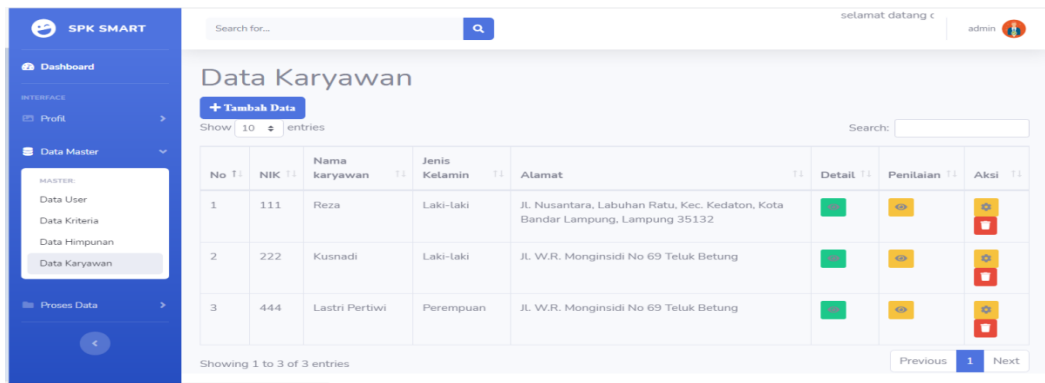 SPK SMART
Search for...
selamat datang
admin
Dashboard
INTERFACE
Profil
Data Master
MASTER:
Data User
Data Kriteria
Data Himpunan
Data Karyawan
Proses Data
Data Karyawan
+ Tambah Data
Show 10 entries
Search:
No NIK Nama karyawan Jenis Kelamin Alamat Detail Penilaian Aksi
1 111 Reza Laki-laki Jl. Nusantara, Labuhan Ratu, Kec. Kedaton, Kota
Bandar Lampung, Lampung 35132
2 222 Kusnadi Laki-laki Jl. W.R. Monginsidi No 69 Teluk Betung
3 444 Lastri Pertiwi Perempuan Jl. W.R. Monginsidi No 69 Teluk Betung
Showing 1 to 3 of 3 entries
Previous 1 Next